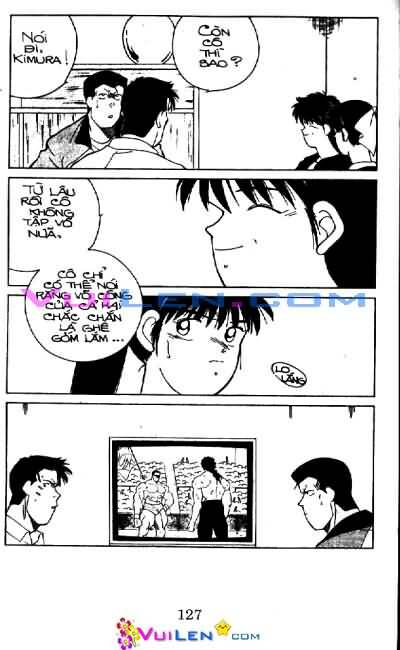 NÓI
ĐI,
KIMURA!
CÒN
CÔ
THÌ
SAO?
TỪ LÂU
RỒI CÔ
KHÔNG
TẬP VÕ
NỮA.
CÔ CHỈ
CÓ THỂ NÓI
RẰNG VÕ CÔNG
CỦA CẢ HAI
CHẮC CHẮN
LÀ GHÊ
GỚM LẮM...
VUILEN.COM
LO
LẮNG
127
VUILEN.COM